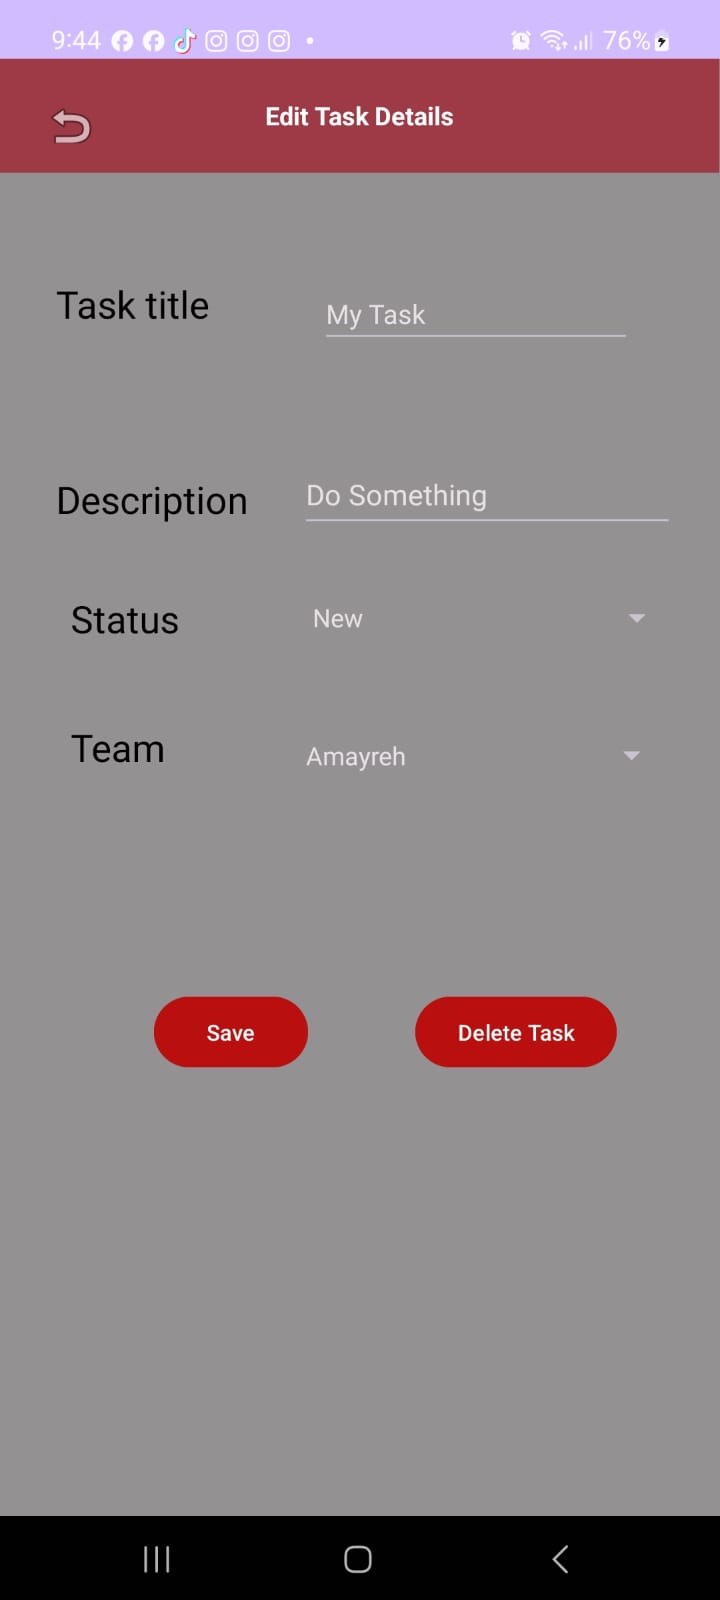 9:44 76%
Edit Task Details
Task title My Task
Description Do Something
Status New
Team Amayreh
Save Delete Task